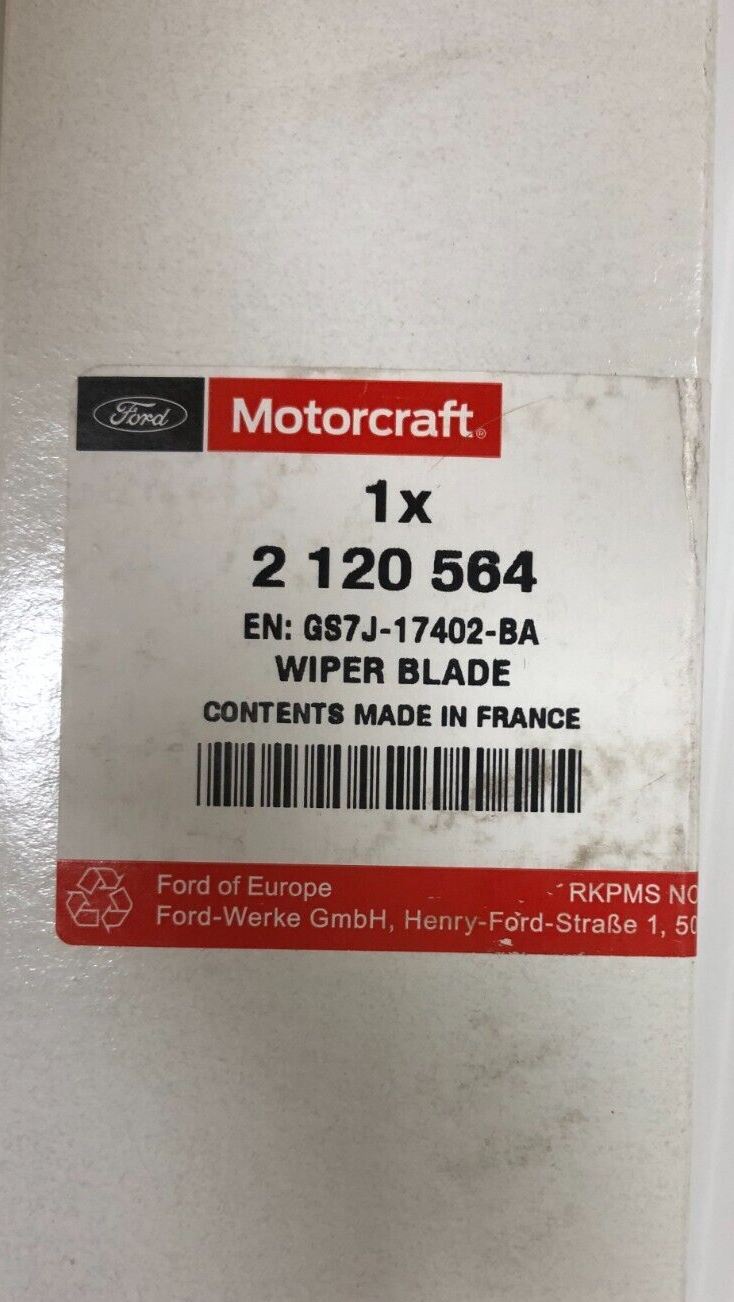 Ford Motorcraft®
1x
2 120 564
EN: GS7J-17402-BA
WIPER BLADE
CONTENTS MADE IN FRANCE
Ford of Europe RKPMS NO
Ford-Werke GmbH, Henry-Ford-Straße 1, 50